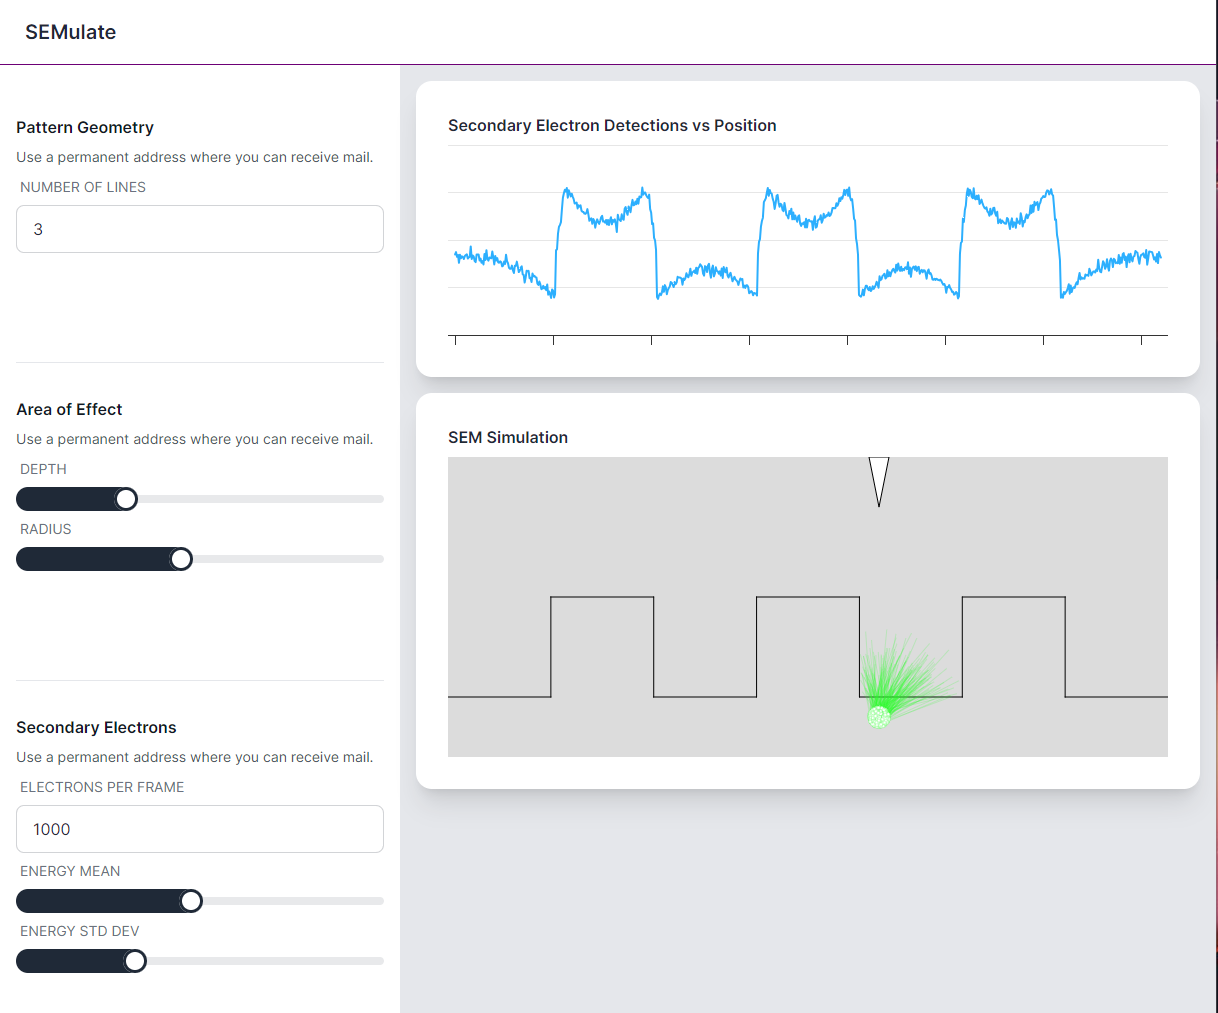 SEMulate
Pattern Geometry
Use a permanent address where you can receive mail.
NUMBER OF LINES
3
Area of Effect
Use a permanent address where you can receive mail.
DEPTH
RADIUS
Secondary Electrons
Use a permanent address where you can receive mail.
ELECTRONS PER FRAME
1000
ENERGY MEAN
ENERGY STD DEV
Secondary Electron Detections vs Position
SEM Simulation